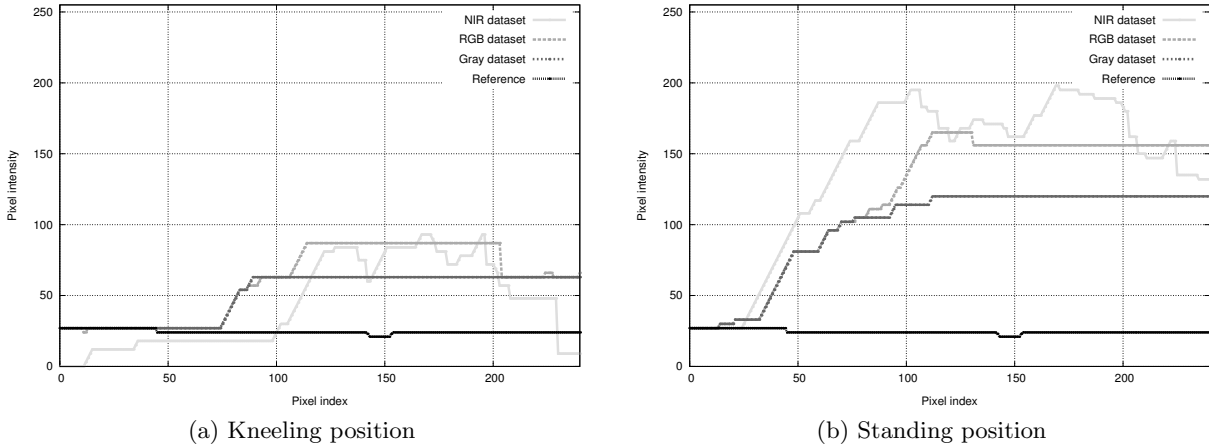 250
200
150
100
50
0
Pixel intensity
0 50 100 150 200
Pixel index
NIR dataset
RGB dataset
Gray dataset
Reference
(a) Kneeling position
250
200
150
100
50
0
Pixel intensity
0 50 100 150 200
Pixel index
NIR dataset
RGB dataset
Gray dataset
Reference
(b) Standing position